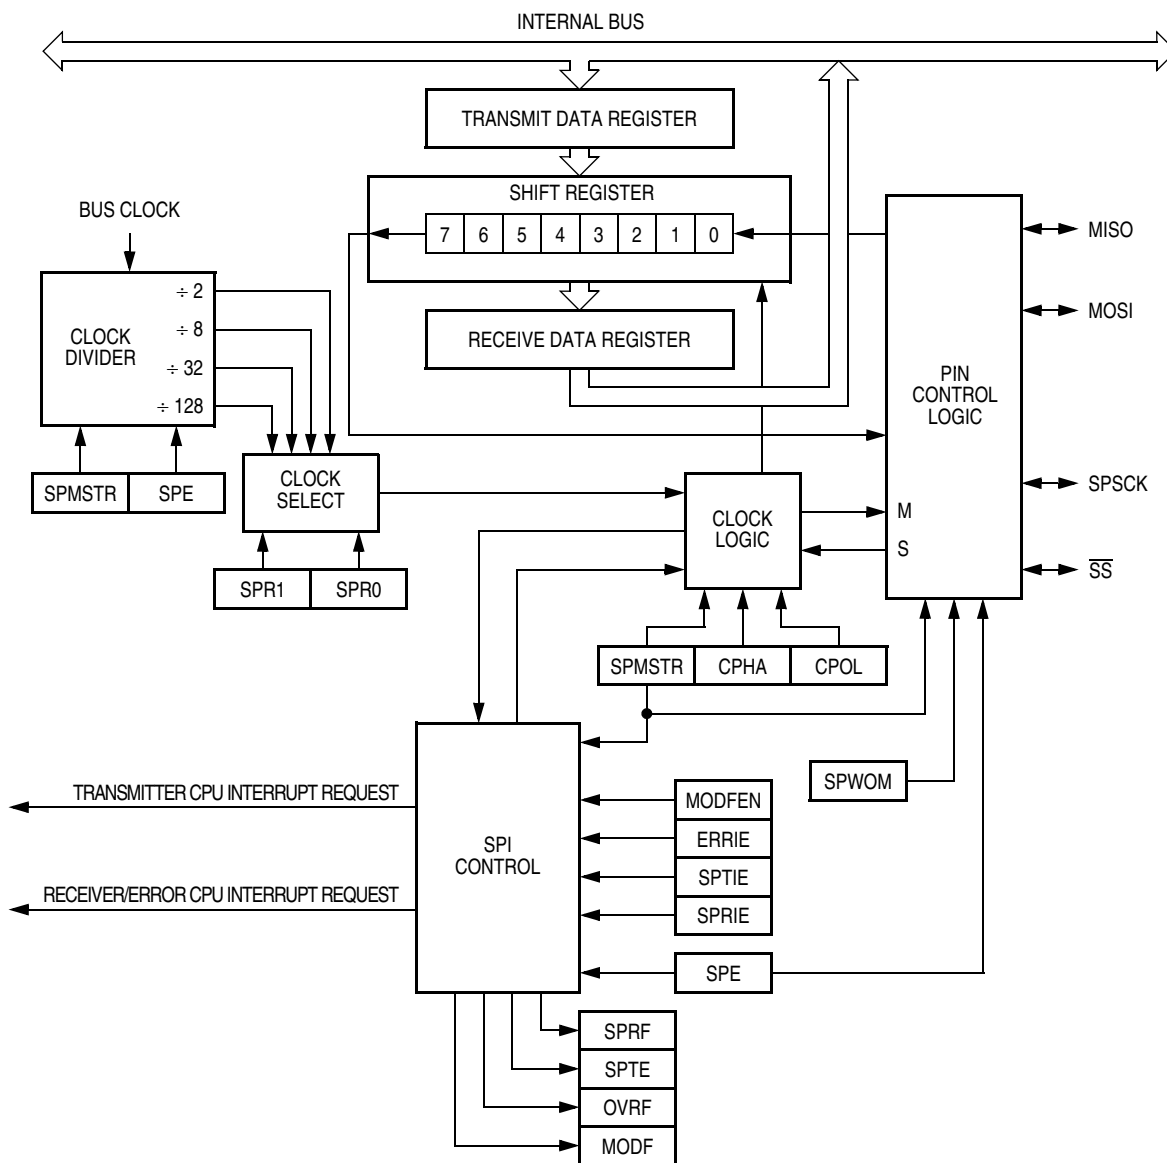 INTERNAL BUS
TRANSMIT DATA REGISTER
SHIFT REGISTER
7 6 5 4 3 2 1 0
RECEIVE DATA REGISTER
BUS CLOCK
CLOCK
DIVIDER
÷ 2
÷ 8
÷ 32
÷ 128
SPMSTR
SPE
CLOCK
SELECT
SPR1
SPR0
CLOCK
LOGIC
SPMSTR
CPHA
CPOL
PIN
CONTROL
LOGIC
M
S
MISO
MOSI
SPSCK
SS
SPWOM
TRANSMITTER CPU INTERRUPT REQUEST
RECEIVER/ERROR CPU INTERRUPT REQUEST
SPI
CONTROL
MODFEN
ERRIE
SPTIE
SPRIE
SPE
SPRF
SPTE
OVRF
MODF